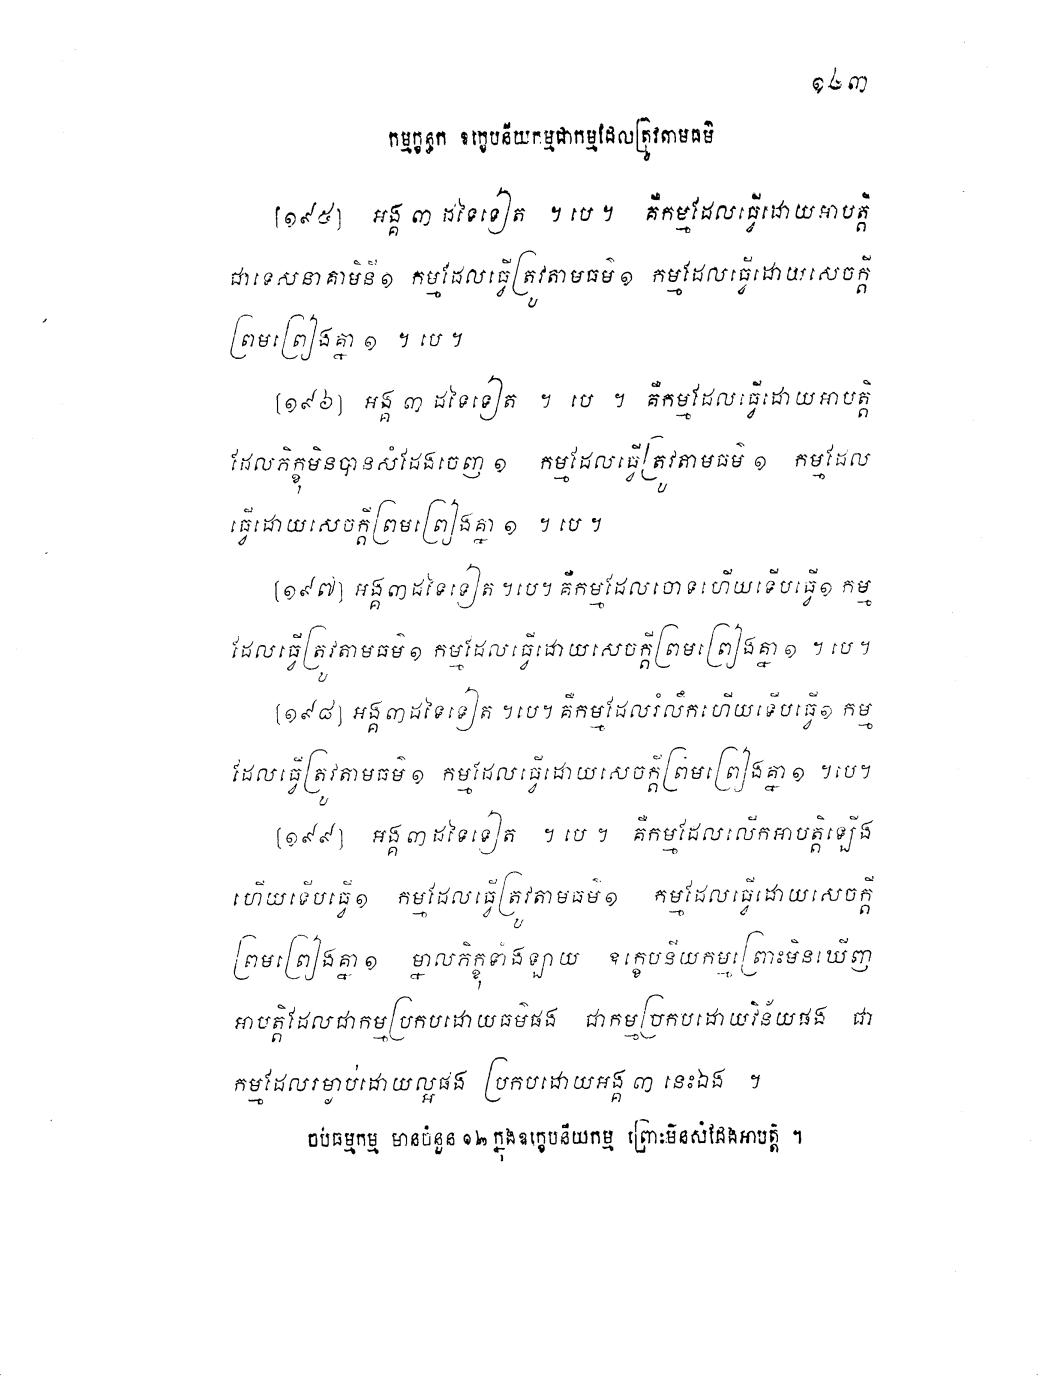 ១៤៣
កម្មក្ខន្ធក ឧក្ខេបនីយកម្មជាកម្មដែលត្រូវតាមធម៌
[១៩៥] អង្គ ៣ ដទៃទៀត ។ បេ ។ គឺកម្មដែលធ្វើដោយអាបត្តិ
ជាទេសនាគាមិនី ១ កម្មដែលធ្វើត្រូវតាមធម៌ ១ កម្មដែលធ្វើដោយសេចក្តី
ព្រមព្រៀងគ្នា ១ ។ បេ ។
[១៩៦] អង្គ ៣ ដទៃទៀត ។ បេ ។ គឺកម្មដែលធ្វើដោយអាបត្តិ
ដែលភិក្ខុមិនបានសំដែងចេញ ១ កម្មដែលធ្វើត្រូវតាមធម៌ ១ កម្មដែល
ធ្វើដោយសេចក្តីព្រមព្រៀងគ្នា ១ ។ បេ ។
[១៩៧] អង្គ៣ដទៃទៀត ។បេ។ គឺកម្មដែលចោទហើយទើបធ្វើ១ កម្ម
ដែលធ្វើត្រូវតាមធម៌១ កម្មដែលធ្វើដោយសេចក្តីព្រមព្រៀងគ្នា១ ។ បេ។
[១៩៨] អង្គ៣ដទៃទៀត ។បេ។ គឺកម្មដែលរំលឹកហើយទើបធ្វើ១ កម្ម
ដែលធ្វើត្រូវតាមធម៌១ កម្មដែលធ្វើដោយសេចក្តីព្រមព្រៀងគ្នា១ ។បេ។
[១៩៩] អង្គ៣ដទៃទៀត ។ បេ ។ គឺកម្មដែលលើកអាបត្តិឡើង
ហើយទើបធ្វើ១ កម្មដែលធ្វើត្រូវតាមធម៌១ កម្មដែលធ្វើដោយសេចក្តី
ព្រមព្រៀងគ្នា១ ម្នាលភិក្ខុទាំងឡាយ ឧក្ខេបនីយកម្មព្រោះមិនឃើញ
អាបត្តិដែលជាកម្មប្រកបដោយធម៌ផង ជាកម្មប្រកបដោយវិន័យផង ជា
កម្មដែលរម្ងាប់ដោយល្អផង ប្រកបដោយអង្គ ៣ នេះឯង ។
ចប់ធម្មកម្ម មានចំនួន១២ ក្នុងឧក្ខេបនីយកម្ម ព្រោះមិនសំដែងអាបត្តិ ។